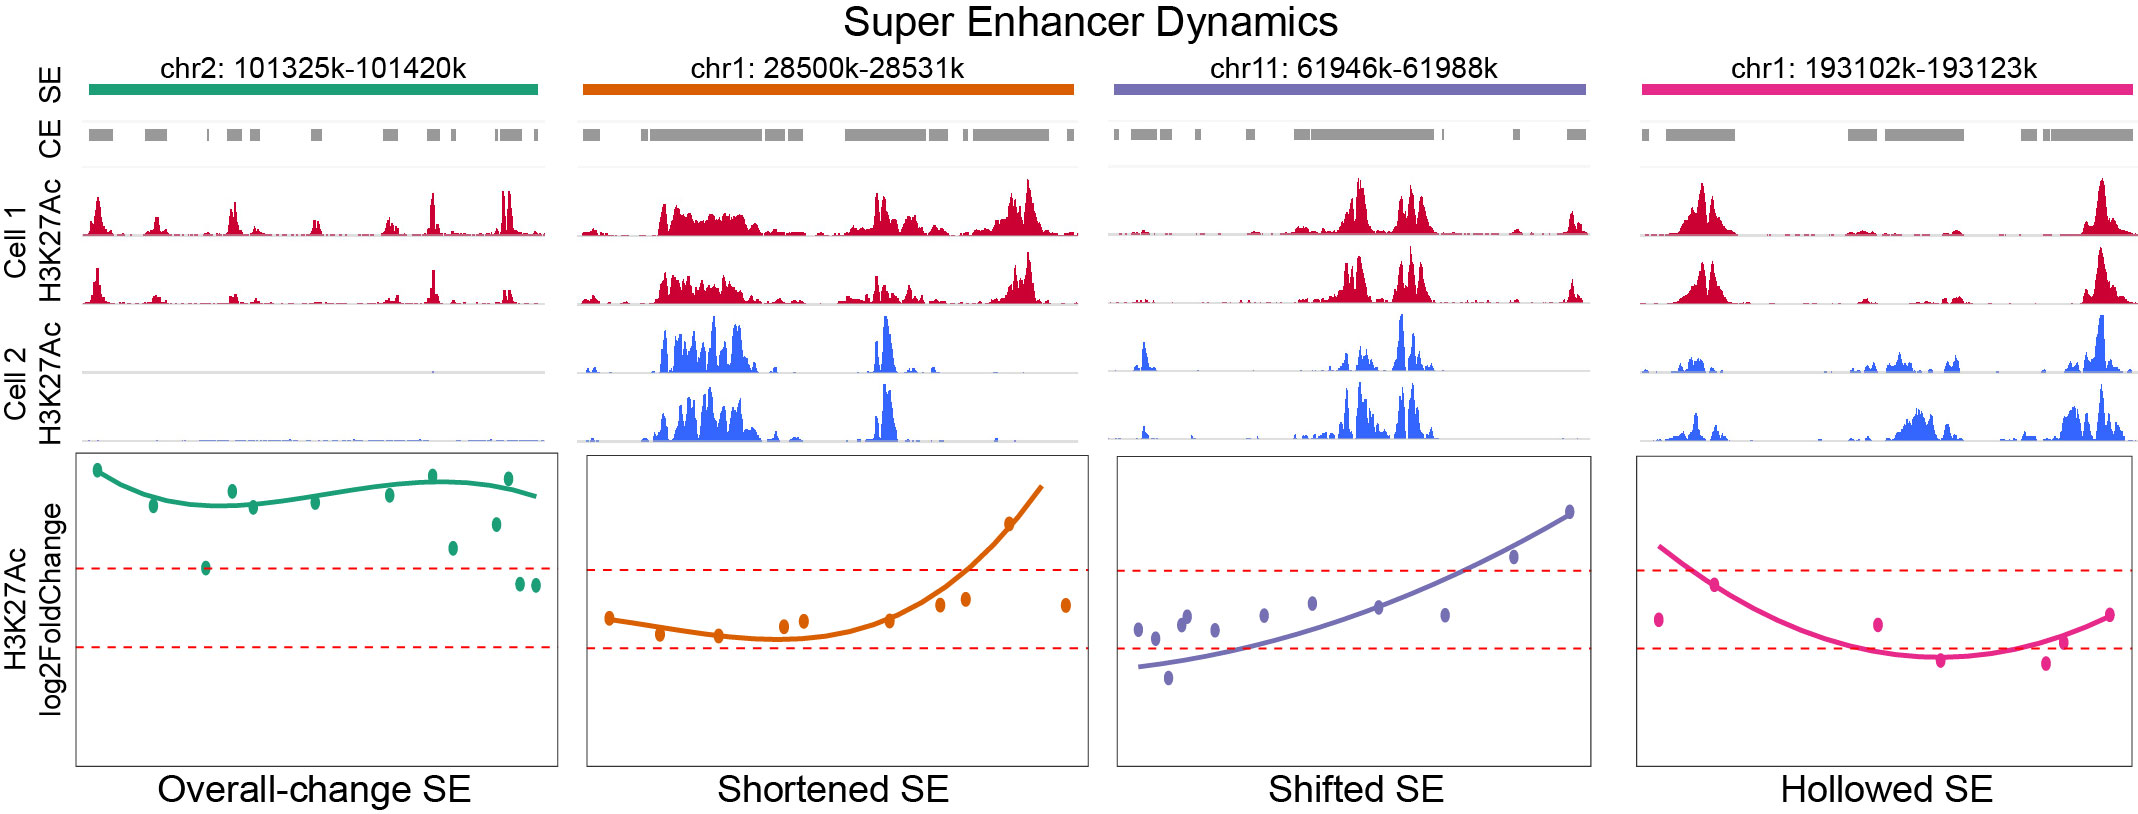 Super Enhancer Dynamics
SE
chr2: 101325k-101420k
chr1: 28500k-28531k
chr11: 61946k-61988k
chr1: 193102k-193123k
CE
Cell 1
H3K27Ac
Cell 2
H3K27Ac
H3K27Ac
log2FoldChange
Overall-change SE
Shortened SE
Shifted SE
Hollowed SE